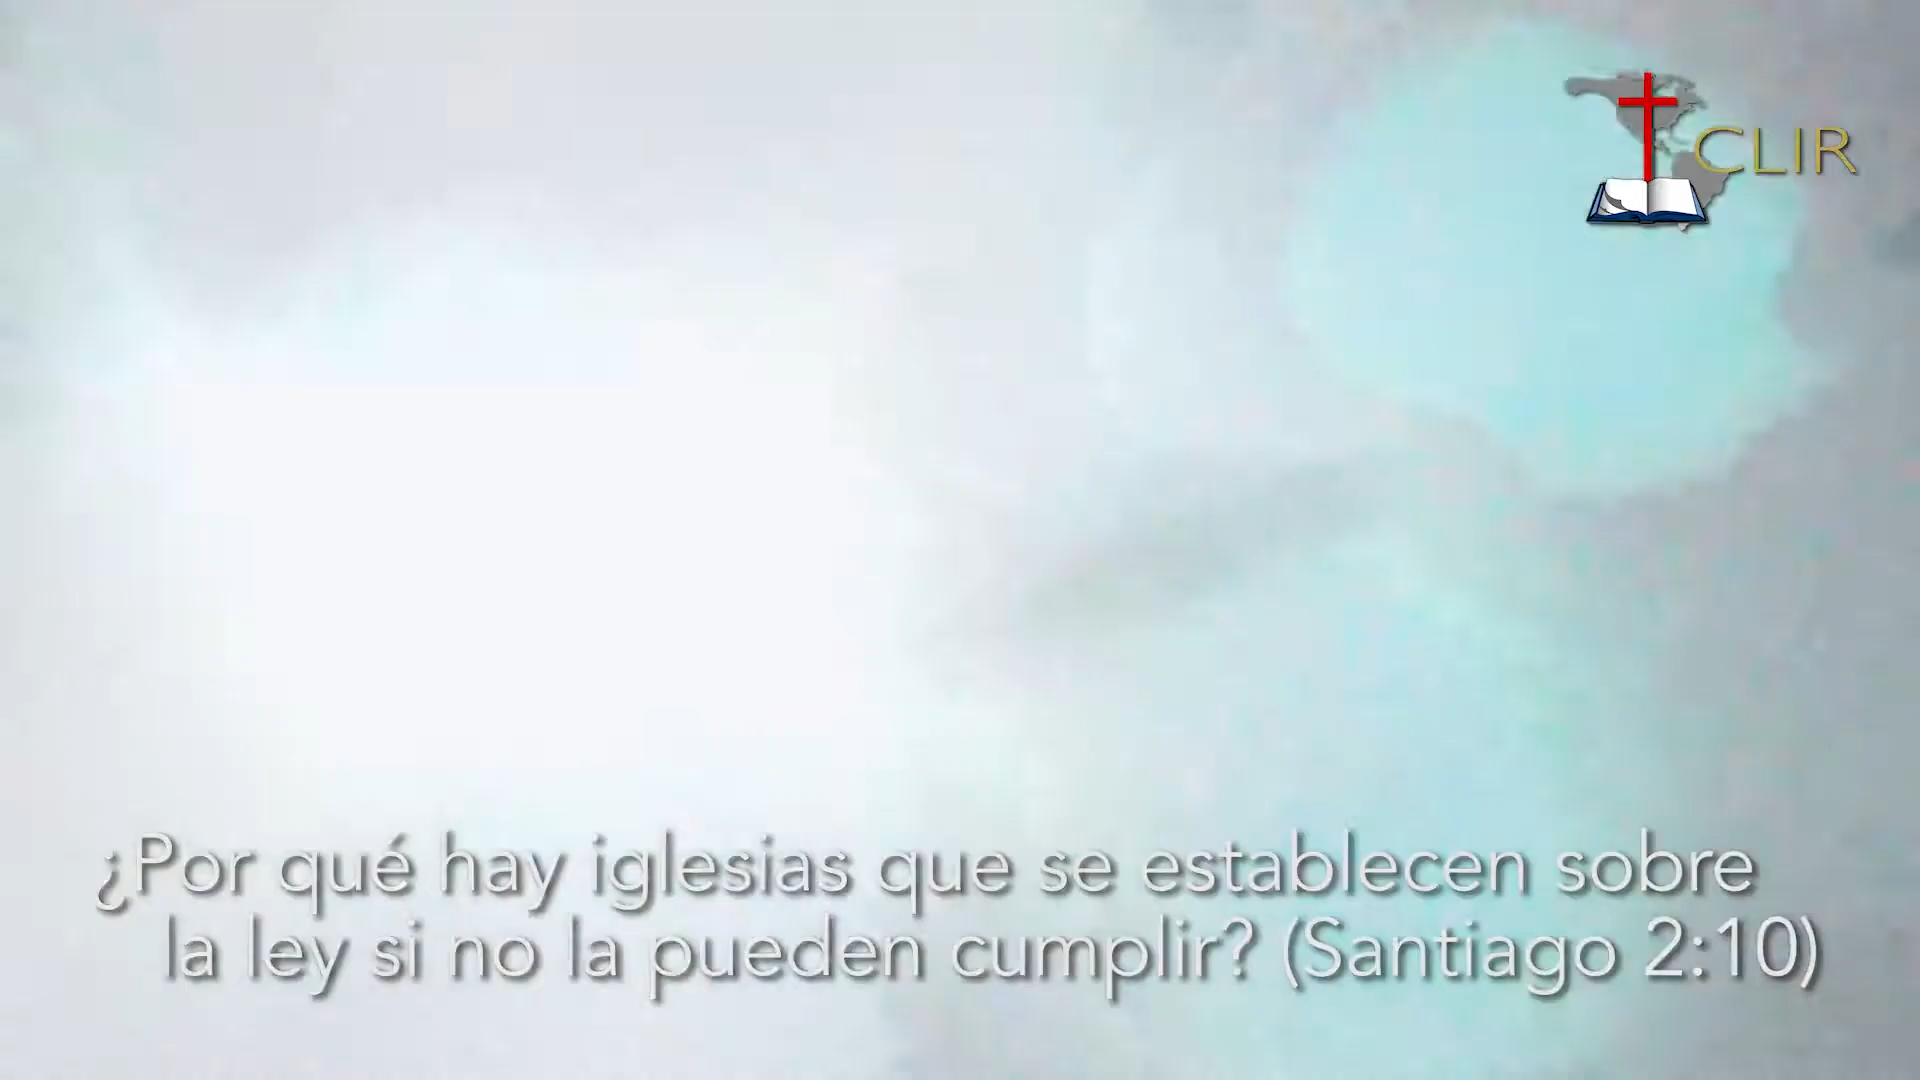 CLIR
¿Por qué hay iglesias que se establecen sobre
la ley si no la pueden cumplir? (Santiago 2:10)